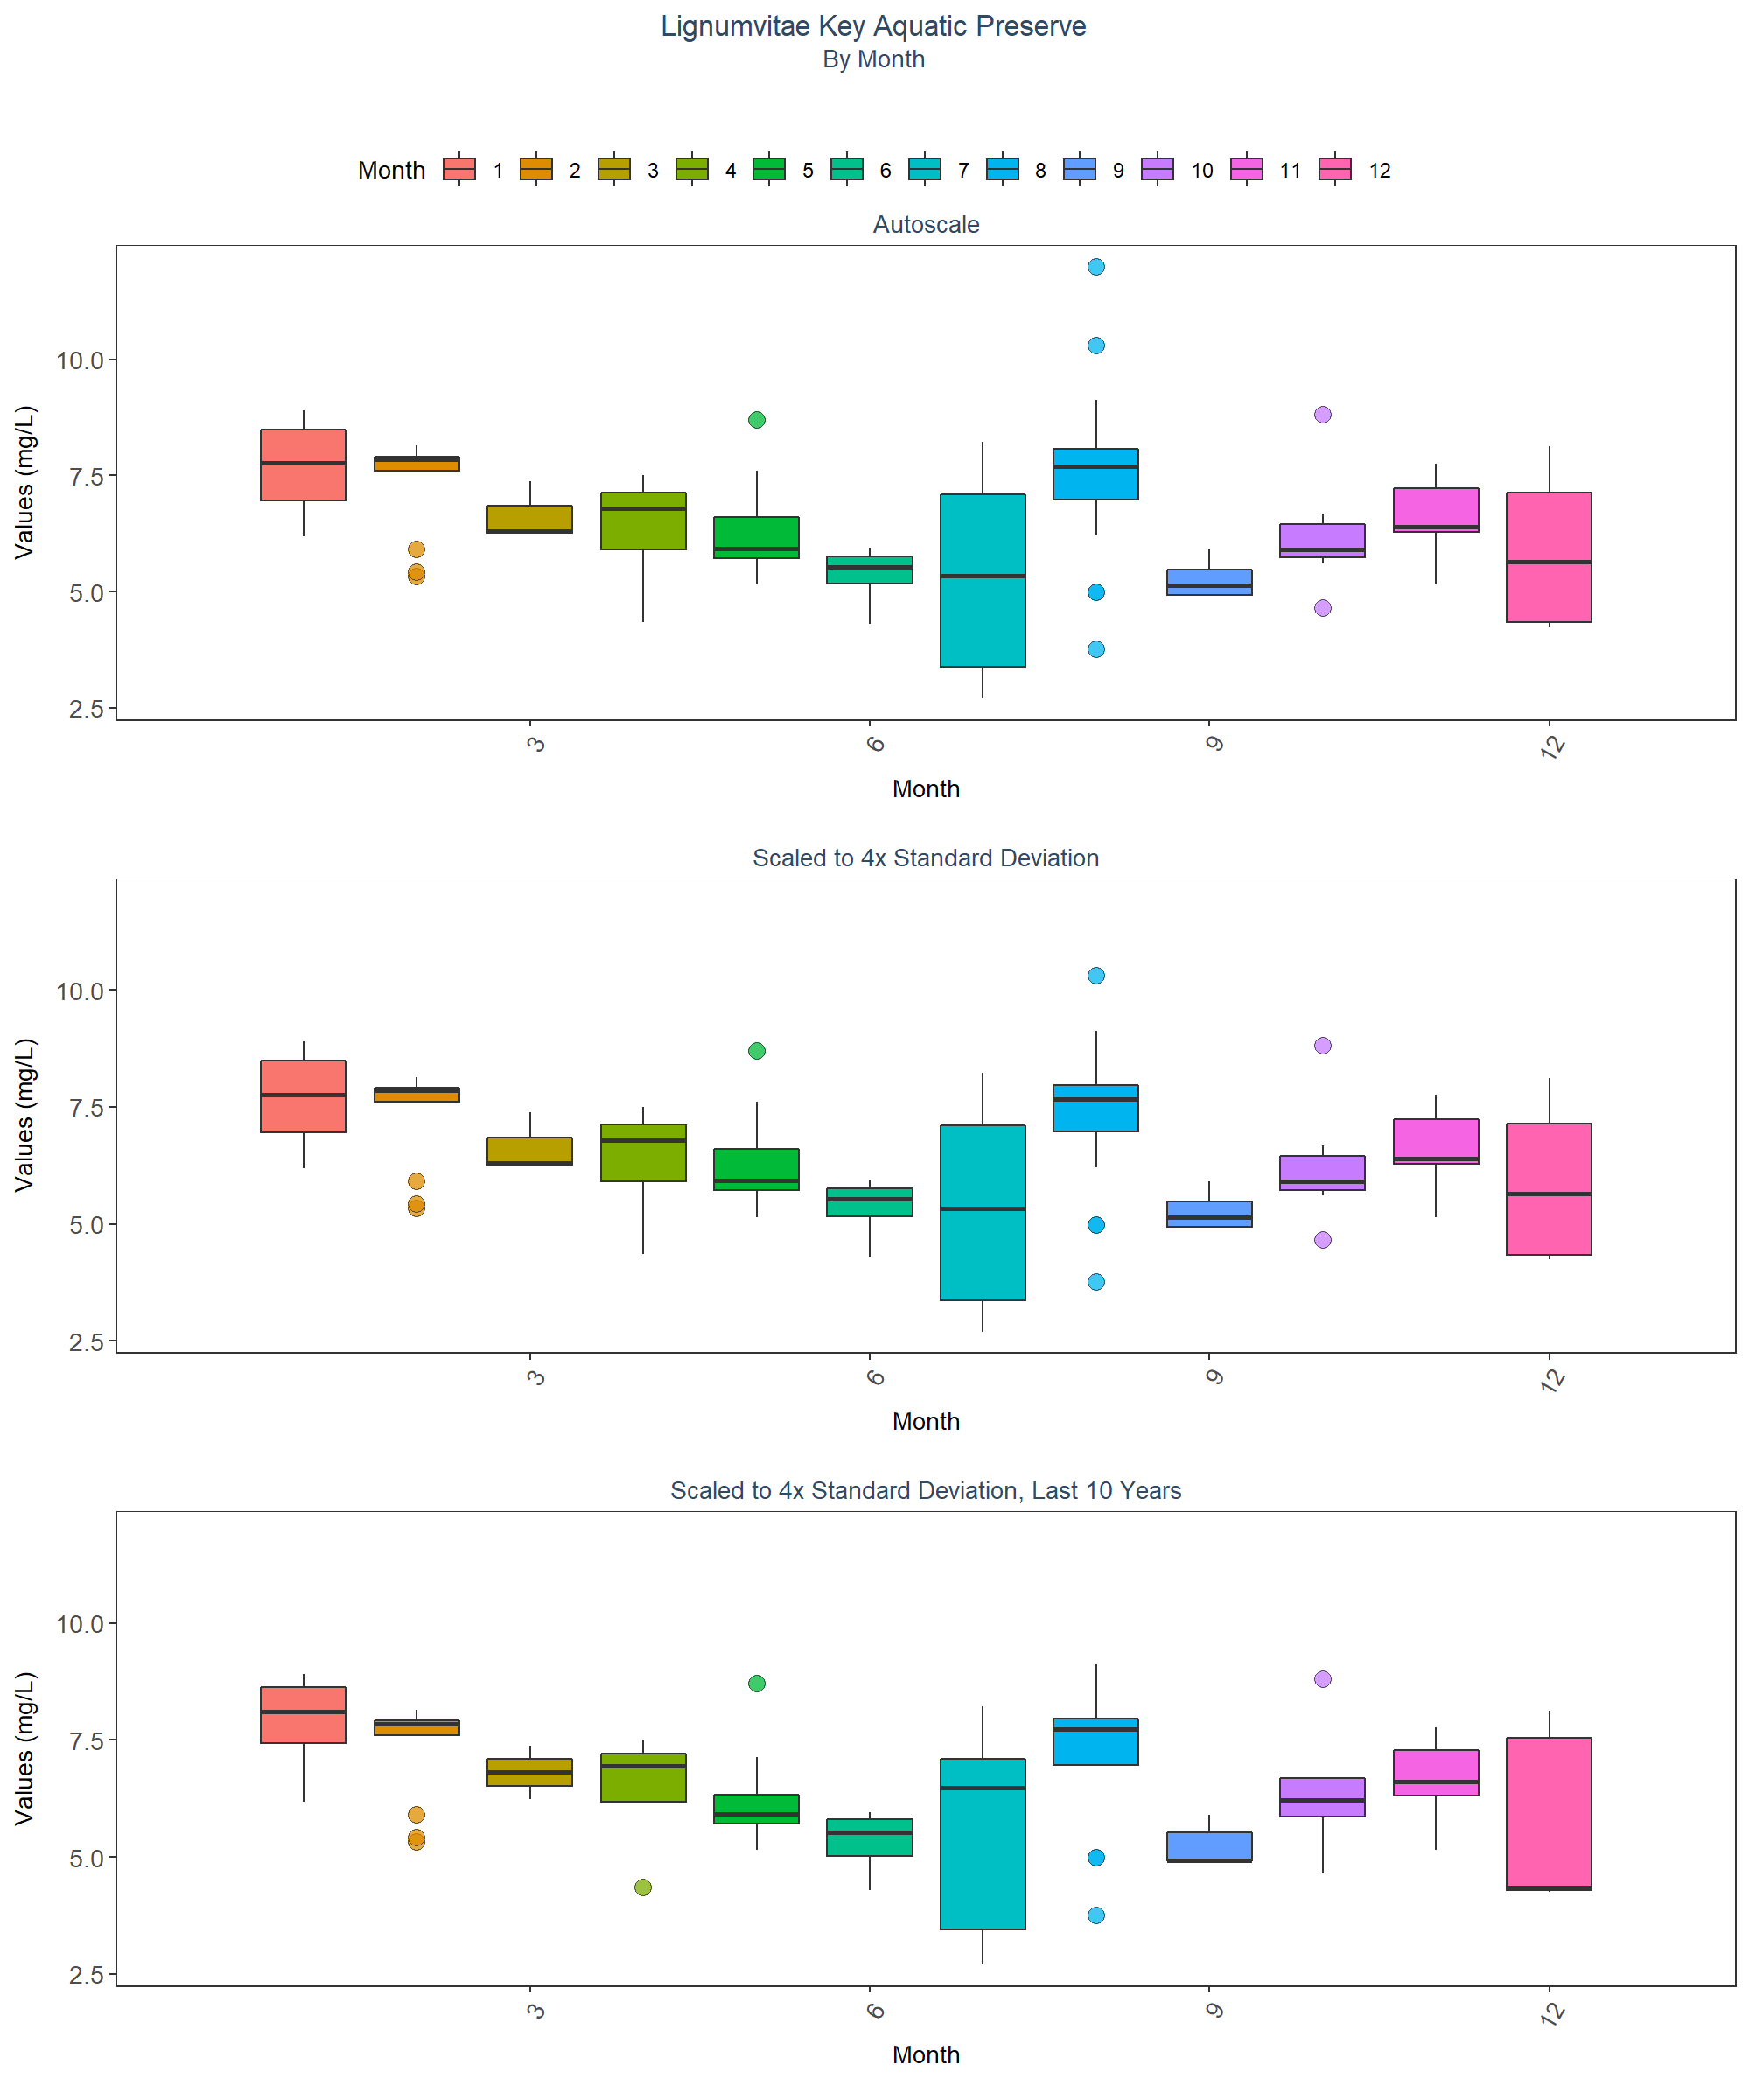 Lignumvitae Key Aquatic Preserve
By Month
Month 1 2 3 4 5 6 7 8 9 10 11 12
Autoscale
Values (mg/L)
10.0
7.5
5.0
2.5
3 6 9 12
Month
Scaled to 4x Standard Deviation
Values (mg/L)
10.0
7.5
5.0
2.5
3 6 9 12
Month
Scaled to 4x Standard Deviation, Last 10 Years
Values (mg/L)
10.0
7.5
5.0
2.5
3 6 9 12
Month